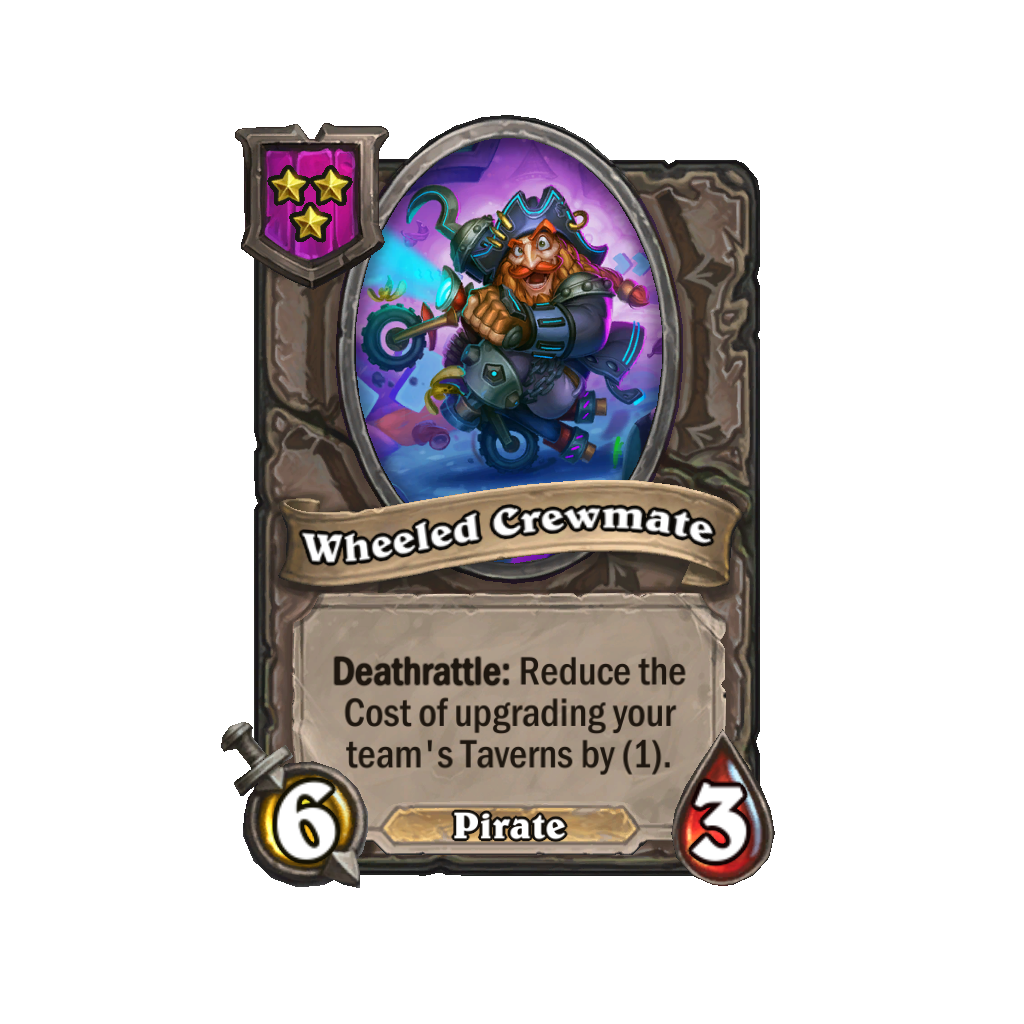 Wheeled Crewmate
Deathrattle: Reduce the
Cost of upgrading your
team's Taverns by (1).
6
Pirate
3